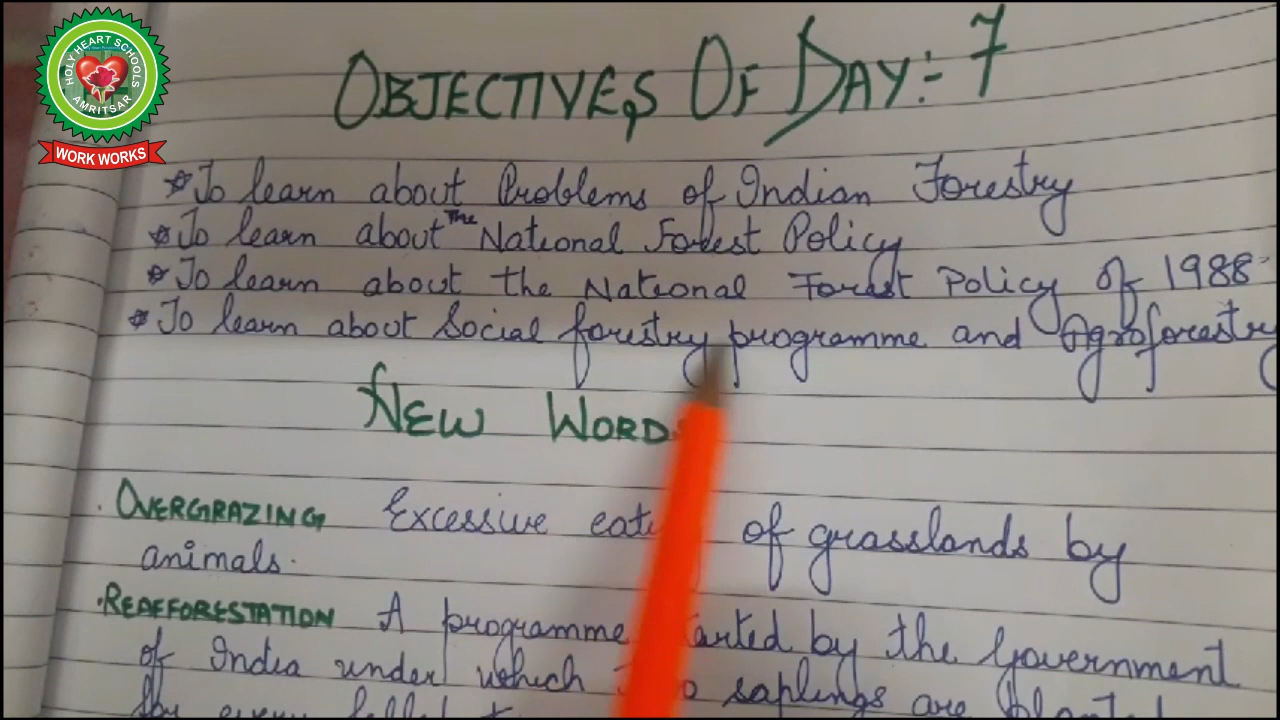 HOLY HEART SCHOOLS
AMRITSAR
WORK WORKS
OBJECTIVES OF DAY:- 7
To learn about Problems of Indian Forestry
To learn about The National Forest Policy
To learn about the National Forest Policy of 1988
To learn about Social forestry programme and Agroforestry
NEW WORDS
OVERGRAZING Excessive of grasslands by
animals.
REAFFORESTATION A programme by the Government
of India under which saplings are planted
for every